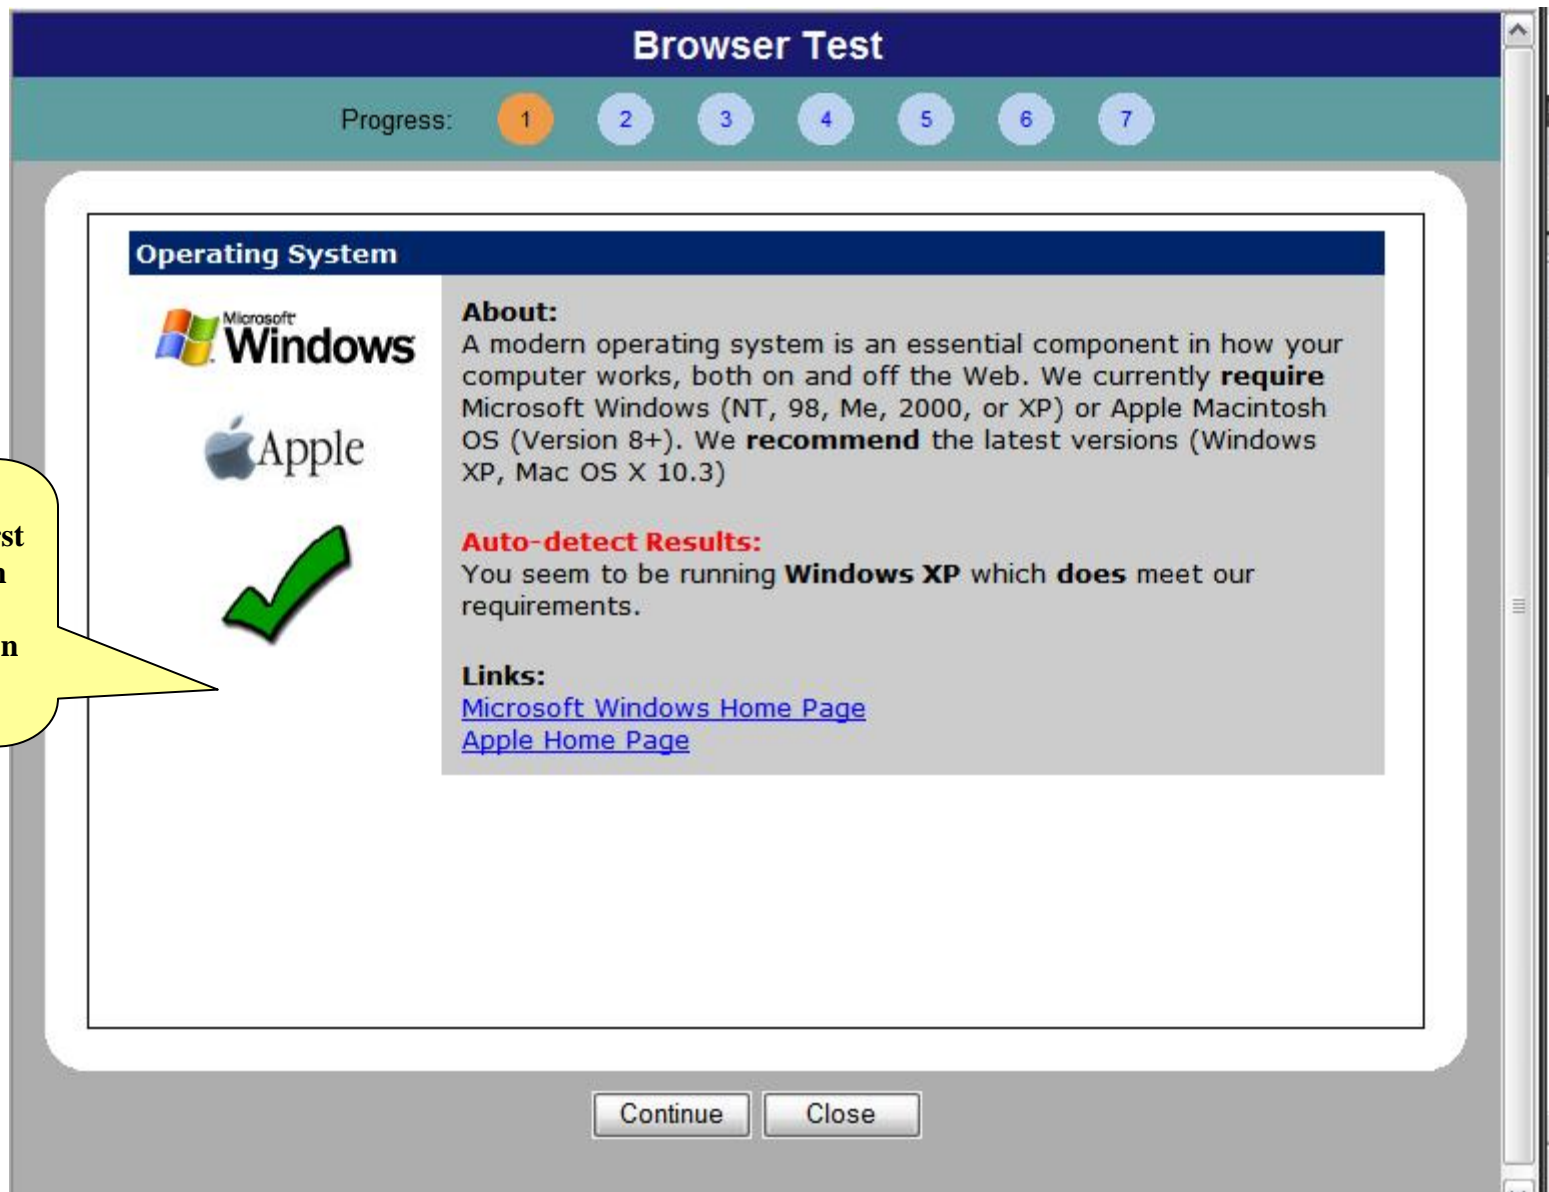 Browser Test
Progress: 1 2 3 4 5 6 7
Operating System
Microsoft
Windows
Apple
About:
A modern operating system is an essential component in how your
computer works, both on and off the Web. We currently require
Microsoft Windows (NT, 98, Me, 2000, or XP) or Apple Macintosh
OS (Version 8+). We recommend the latest versions (Windows
XP, Mac OS X 10.3)
Auto-detect Results:
You seem to be running Windows XP which does meet our
requirements.
Links:
Microsoft Windows Home Page
Apple Home Page
Continue Close